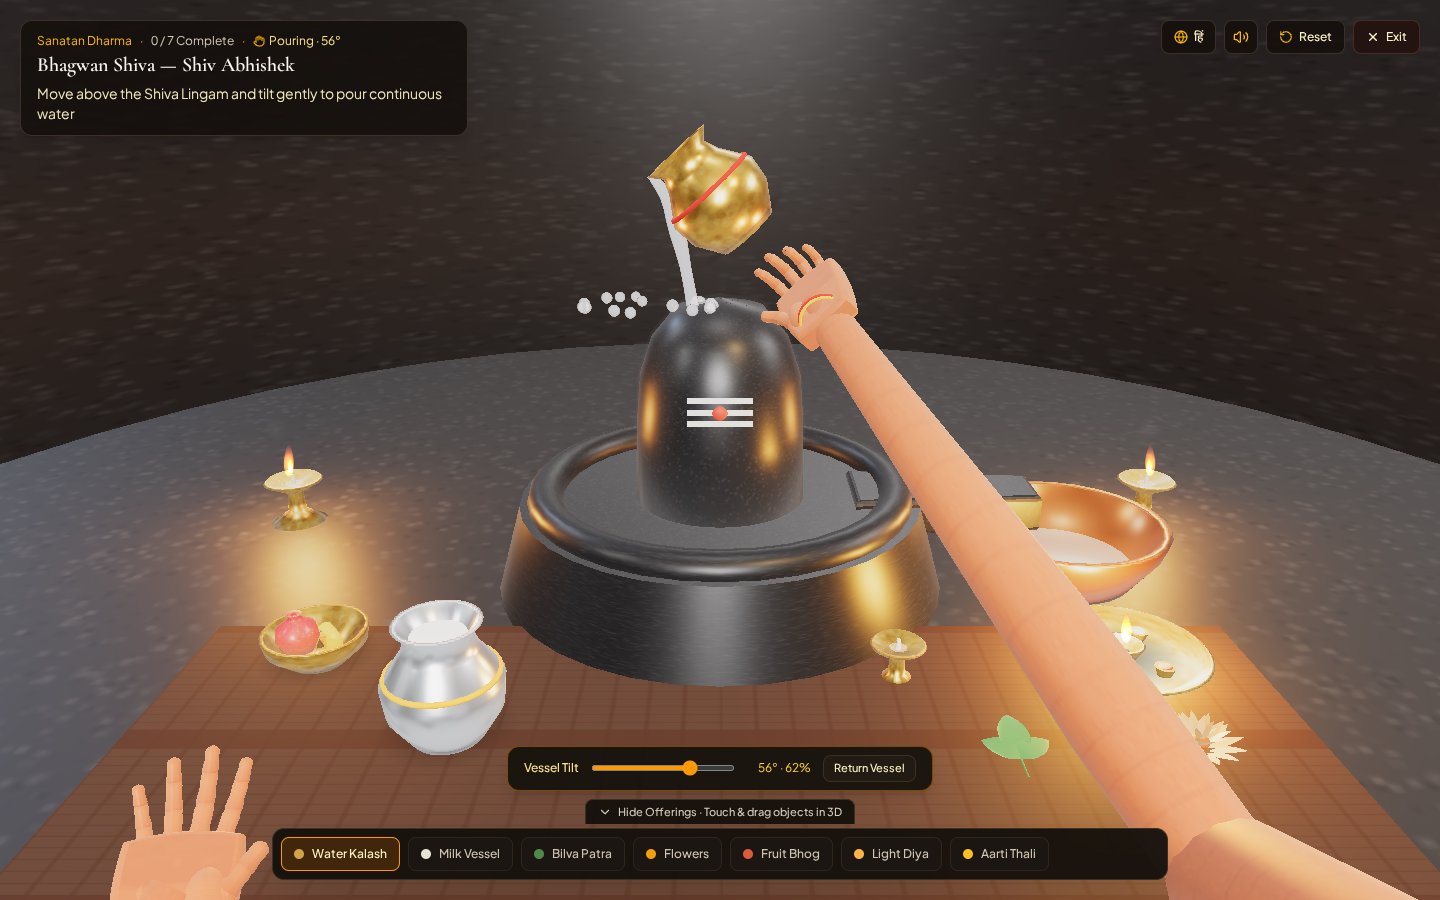 Sanatan Dharma · 0/7 Complete · Pouring · 56°
Bhagwan Shiva — Shiv Abhishek
Move above the Shiva Lingam and tilt gently to pour continuous
water
हिं
Reset
Exit
Vessel Tilt 56° · 62% Return Vessel
Hide Offerings · Touch & drag objects in 3D
Water Kalash Milk Vessel Bilva Patra Flowers Fruit Bhog Light Diya Aarti Thali